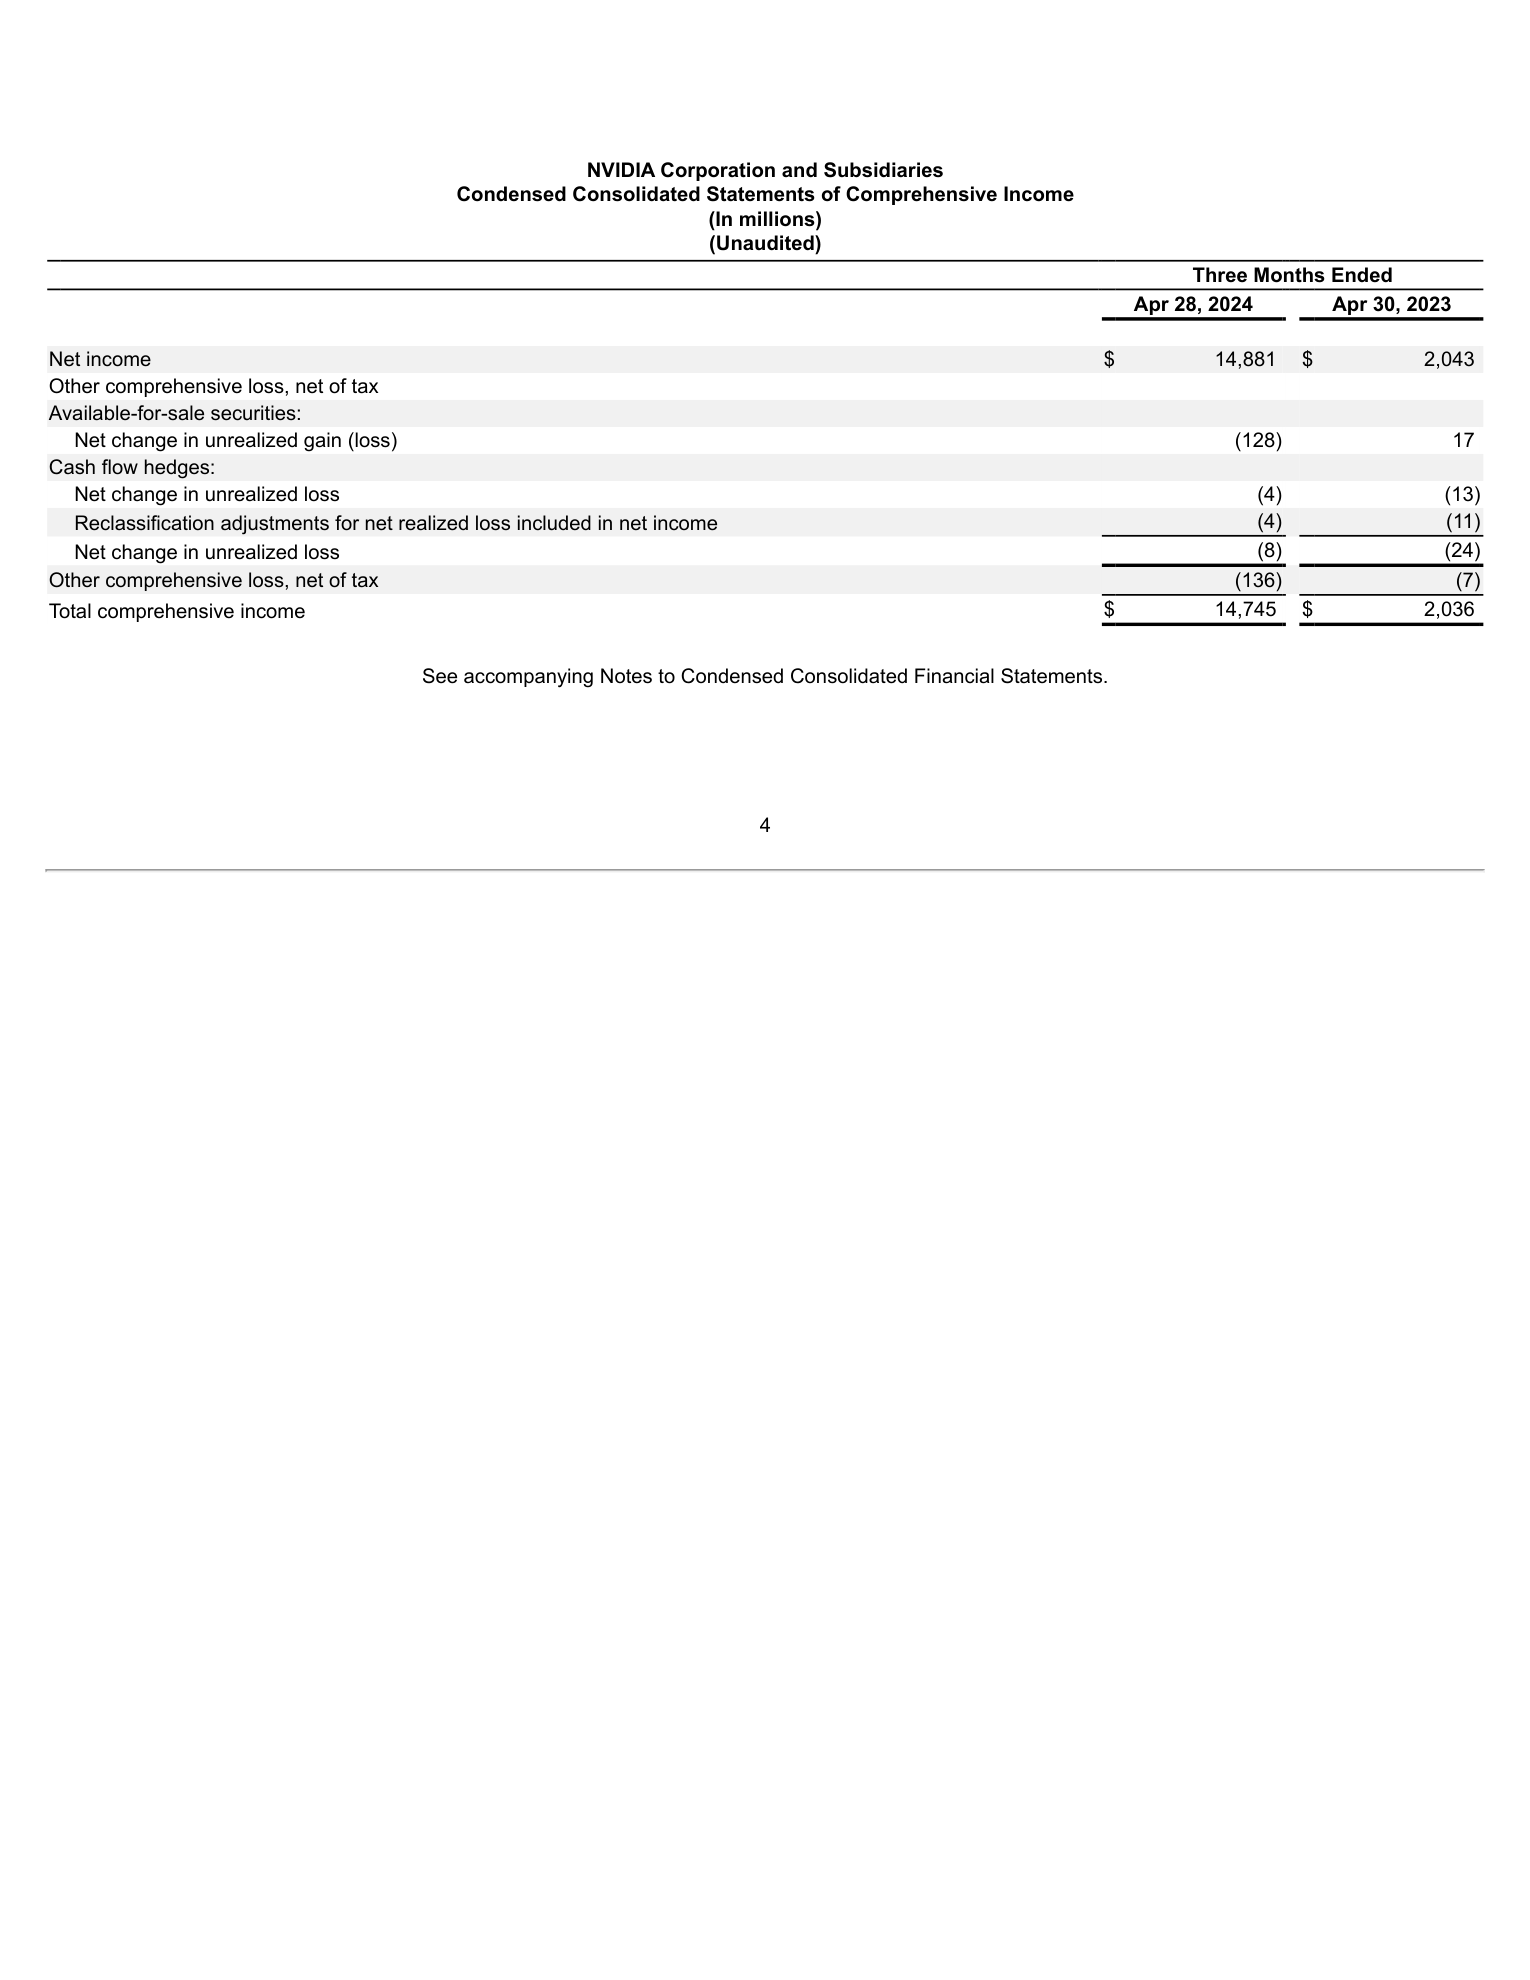 NVIDIA Corporation and Subsidiaries
Condensed Consolidated Statements of Comprehensive Income
(In millions)
(Unaudited)
Three Months Ended
Apr 28, 2024 Apr 30, 2023
Net income $ 14,881 $ 2,043
Other comprehensive loss, net of tax
Available-for-sale securities:
Net change in unrealized gain (loss) (128) 17
Cash flow hedges:
Net change in unrealized loss (4) (13)
Reclassification adjustments for net realized loss included in net income (4) (11)
Net change in unrealized loss (8) (24)
Other comprehensive loss, net of tax (136) (7)
Total comprehensive income $ 14,745 $ 2,036
See accompanying Notes to Condensed Consolidated Financial Statements.
4